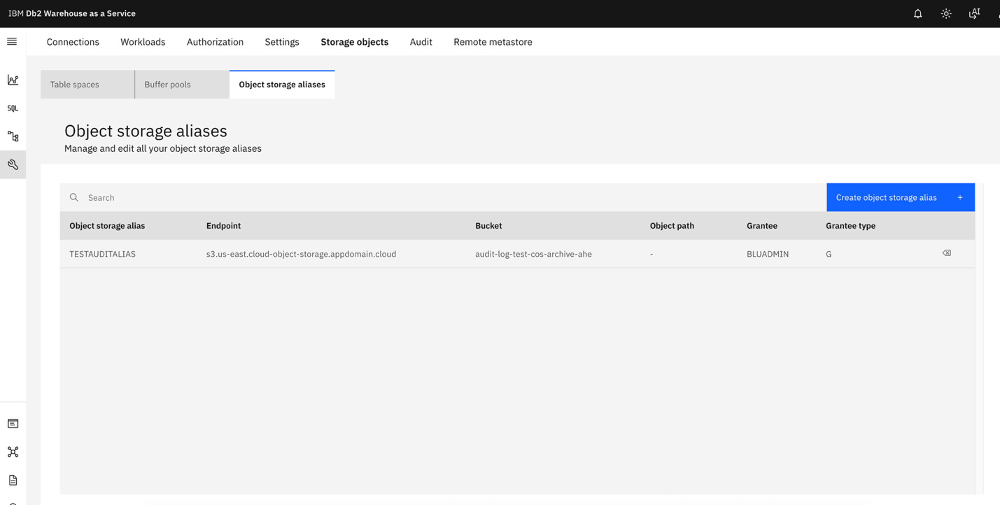 IBM Db2 Warehouse as a Service
AI
Connections Workloads Authorization Settings Storage objects Audit Remote metastore
Table spaces Buffer pools Object storage aliases
SQL
Object storage aliases
Manage and edit all your object storage aliases
Search Create object storage alias +
Object storage alias Endpoint Bucket Object path Grantee Grantee type
TESTAUDITALIAS s3.us-east.cloud-object-storage.appdomain.cloud audit-log-test-cos-archive-ahe - BLUADMIN G